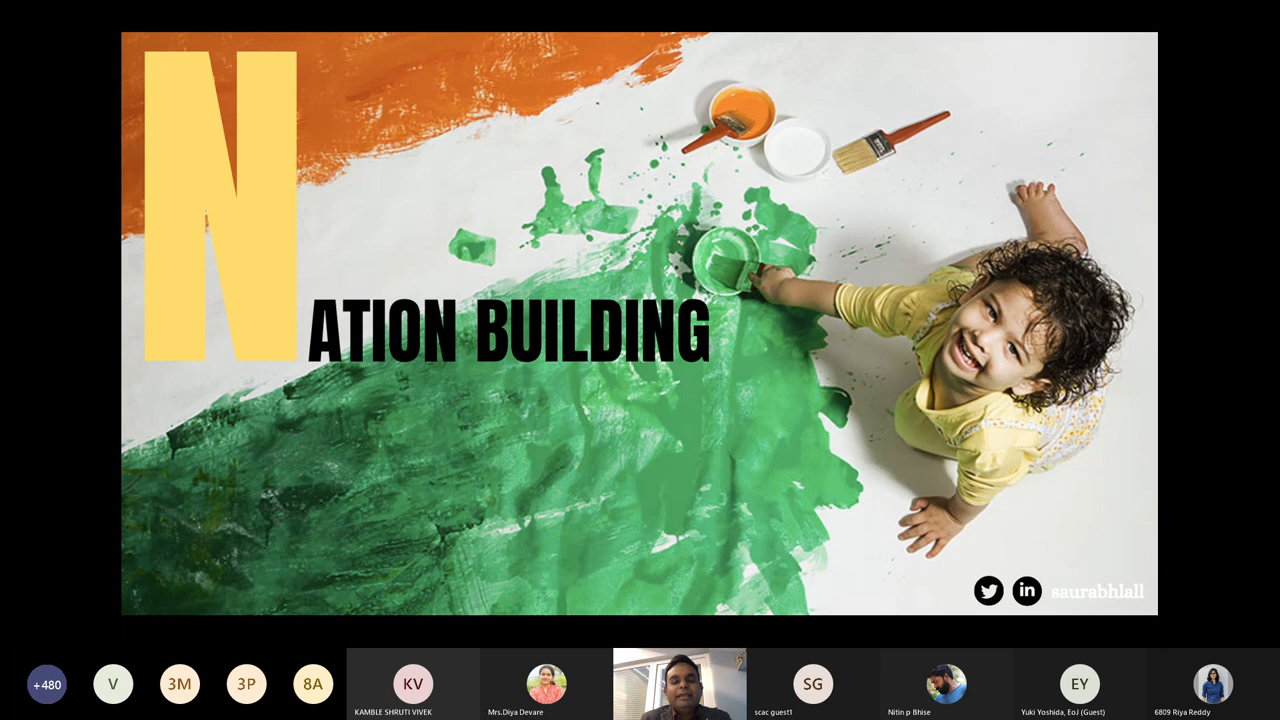 NATION BUILDING
in saurabhlall
+480
V
3M
3P
8A
KV
SG
EY
KAMBLE SHRUTI VIVEK
Mrs.Diya Devare
scac guest1
Nitin p Bhise
Yuki Yoshida, EoJ (Guest)
6809 Riya Reddy